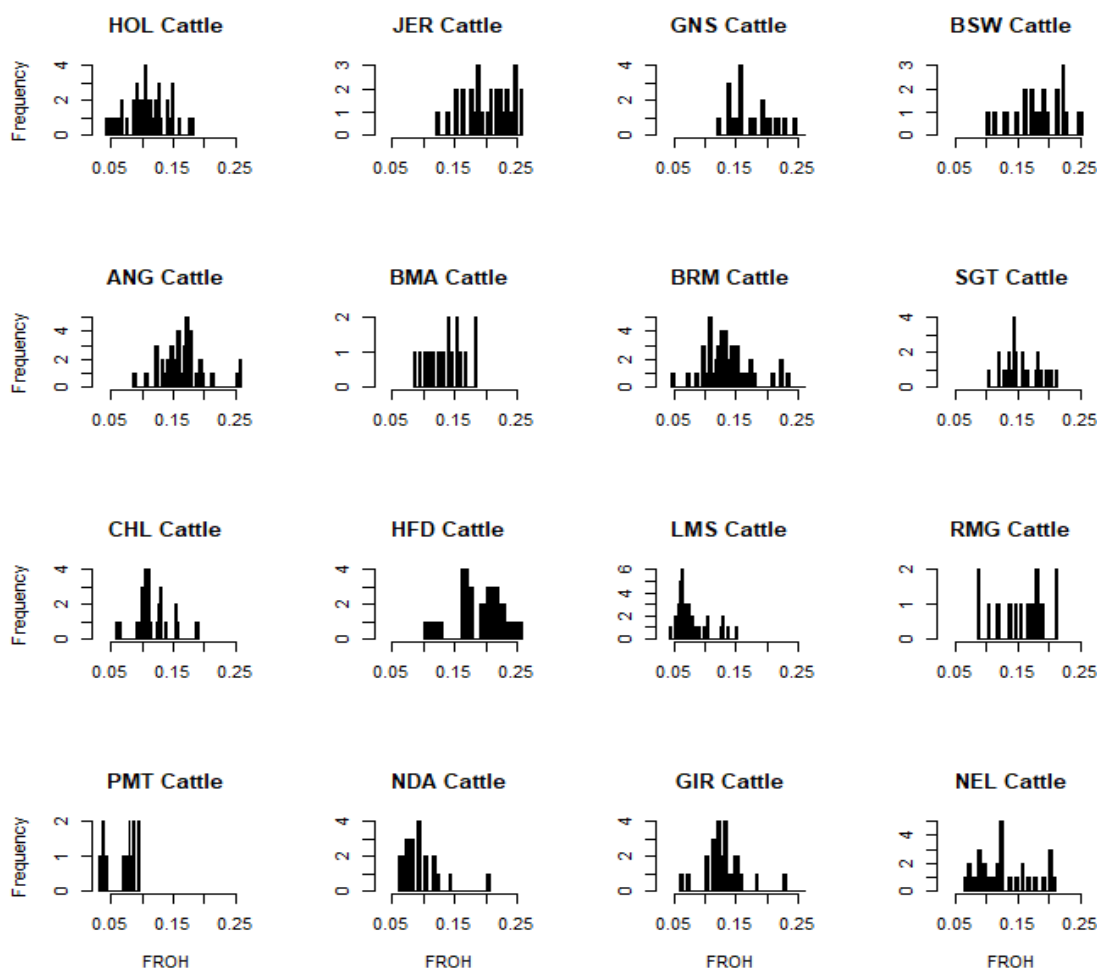 HOL Cattle JER Cattle GNS Cattle BSW Cattle
Frequency
0 2 4
0 1 2 3
0 2 4
0 1 2 3
0.05 0.15 0.25 0.05 0.15 0.25 0.05 0.15 0.25 0.05 0.15 0.25
ANG Cattle BMA Cattle BRM Cattle SGT Cattle
Frequency
0 2 4
0 1 2
0 2 4
0 2 4
0.05 0.15 0.25 0.05 0.15 0.25 0.05 0.15 0.25 0.05 0.15 0.25
CHL Cattle HFD Cattle LMS Cattle RMG Cattle
Frequency
0 2 4
0 2 4
0 2 4 6
0 1 2
0.05 0.15 0.25 0.05 0.15 0.25 0.05 0.15 0.25 0.05 0.15 0.25
PMT Cattle NDA Cattle GIR Cattle NEL Cattle
Frequency
0 1 2
0 2 4
0 2 4
0 2 4
0.05 0.15 0.25 0.05 0.15 0.25 0.05 0.15 0.25 0.05 0.15 0.25
FROH FROH FROH FROH